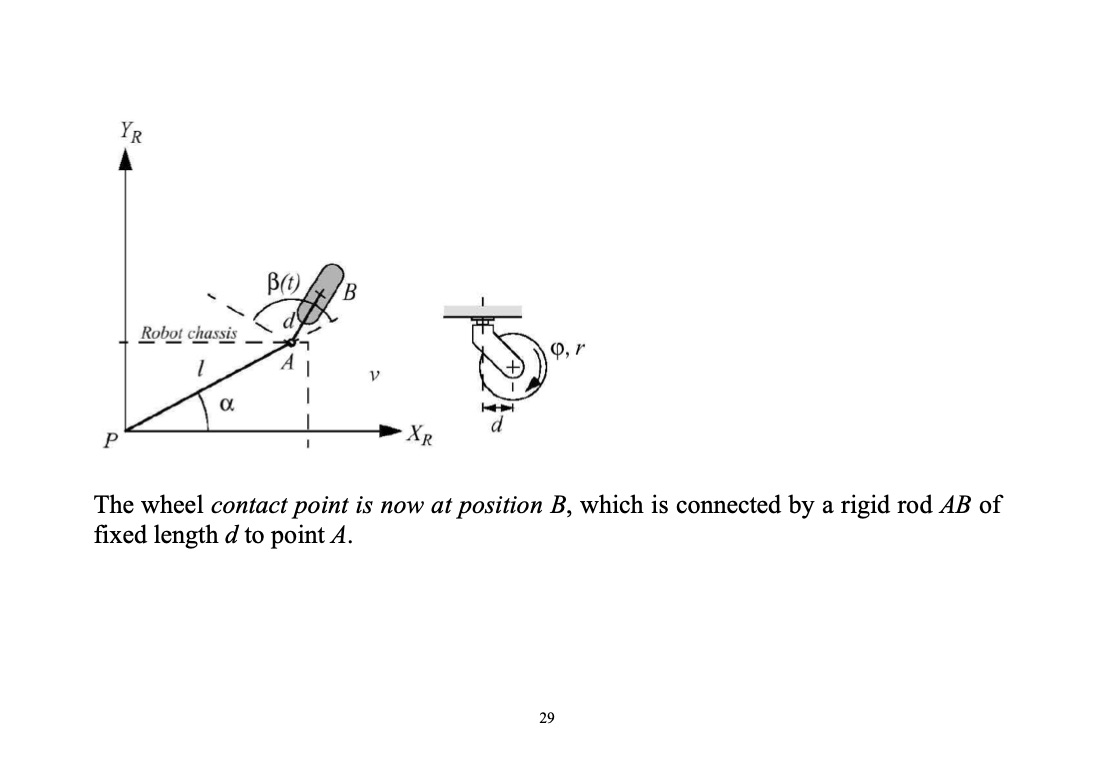 Y_R
β(t)
B
d
Robot chassis
A
φ, r
l
v
α
d
P
X_R
The wheel contact point is now at position B, which is connected by a rigid rod AB of
fixed length d to point A.
29